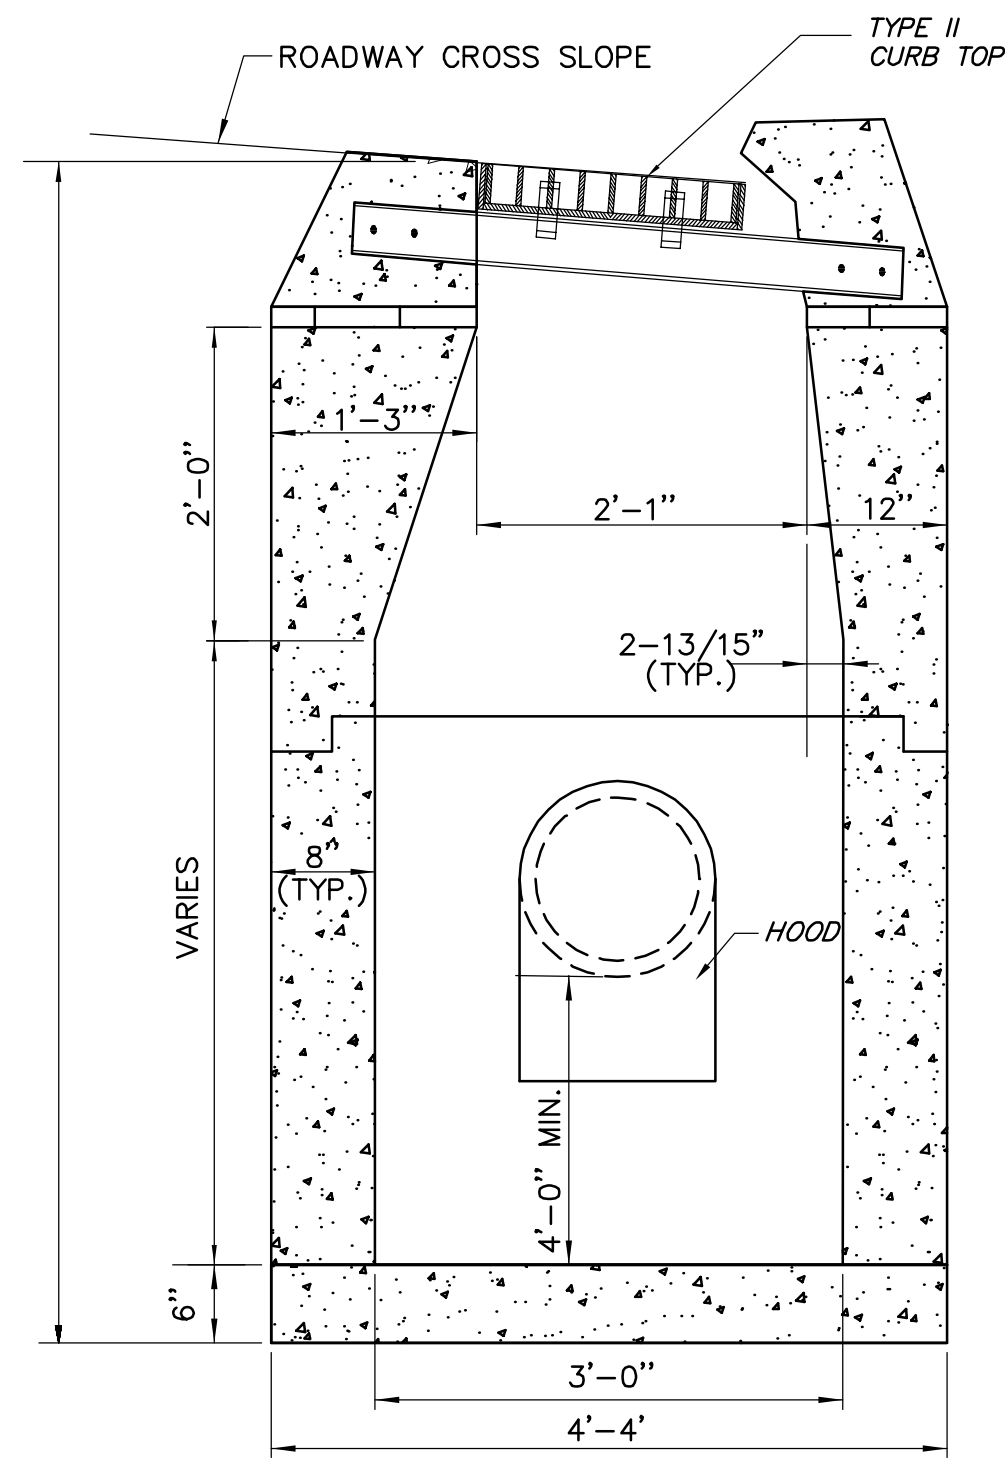 TYPE II
CURB TOP
ROADWAY CROSS SLOPE
1'-3"
2'-0"
2'-1"
12"
2-13/15"
(TYP.)
8"
(TYP.)
VARIES
HOOD
4'-0" MIN.
6"
3'-0"
4'-4'